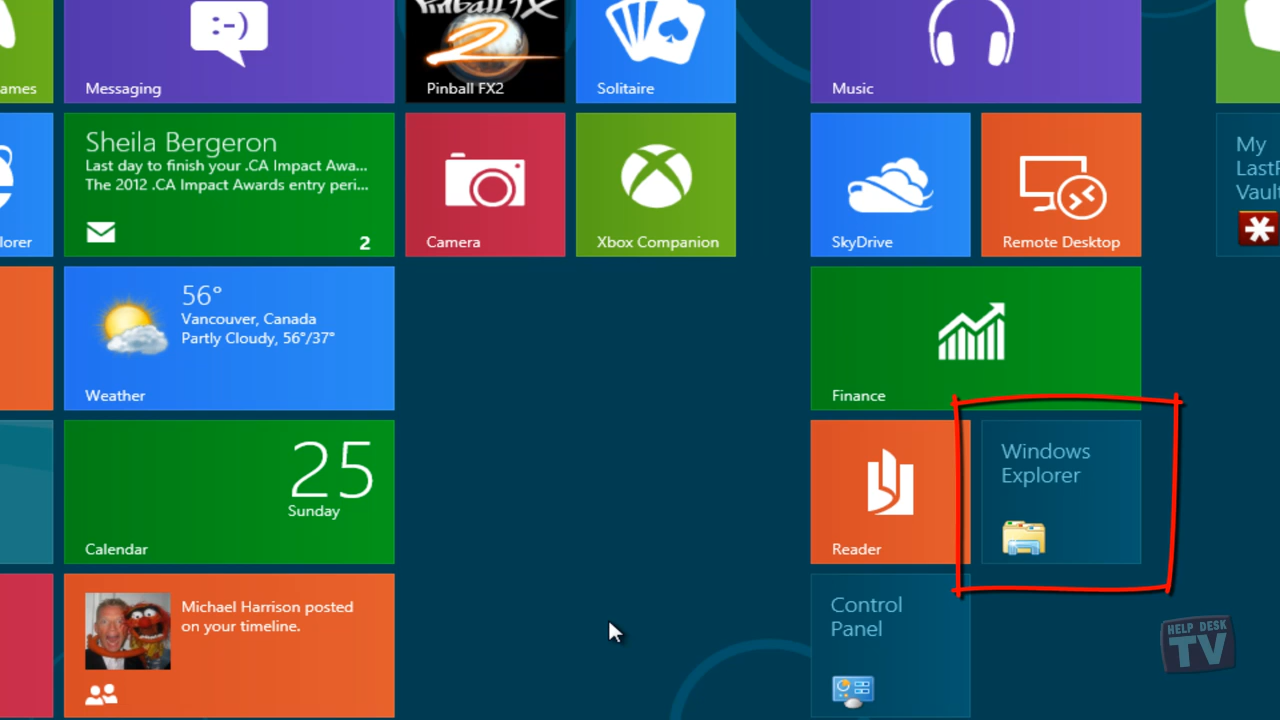 ames
Messaging
:-)
Pinball FX
2
Pinball FX2
Solitaire
Music
lorer
Sheila Bergeron
Last day to finish your .CA Impact Awa...
The 2012 .CA Impact Awards entry peri...
2
Camera
Xbox Companion
SkyDrive
Remote Desktop
My
LastP
Vault
56°
Vancouver, Canada
Partly Cloudy, 56°/37°
Weather
Finance
25
Sunday
Calendar
Reader
Windows
Explorer
Michael Harrison posted
on your timeline.
Control
Panel
HELP DESK
TV